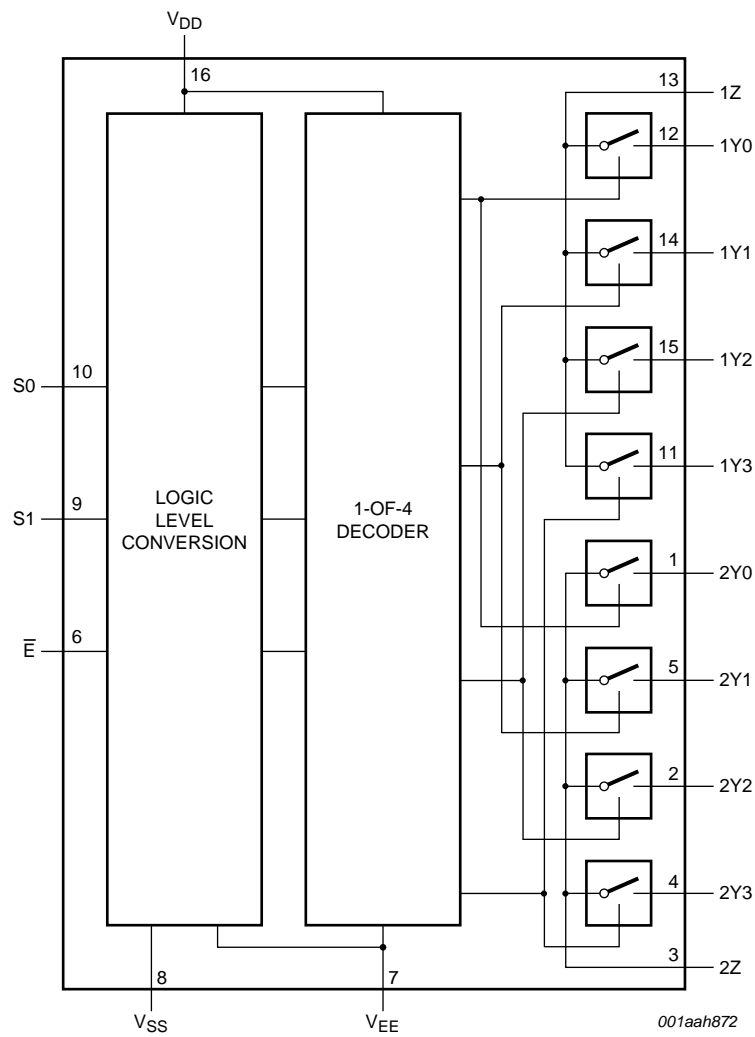 VDD
16
13
1Z
12
1Y0
14
1Y1
15
1Y2
10
S0
11
1Y3
9
S1
LOGIC
LEVEL
CONVERSION
1-OF-4
DECODER
1
2Y0
6
E̅
5
2Y1
2
2Y2
4
2Y3
3
2Z
8
7
VSS
VEE
001aah872